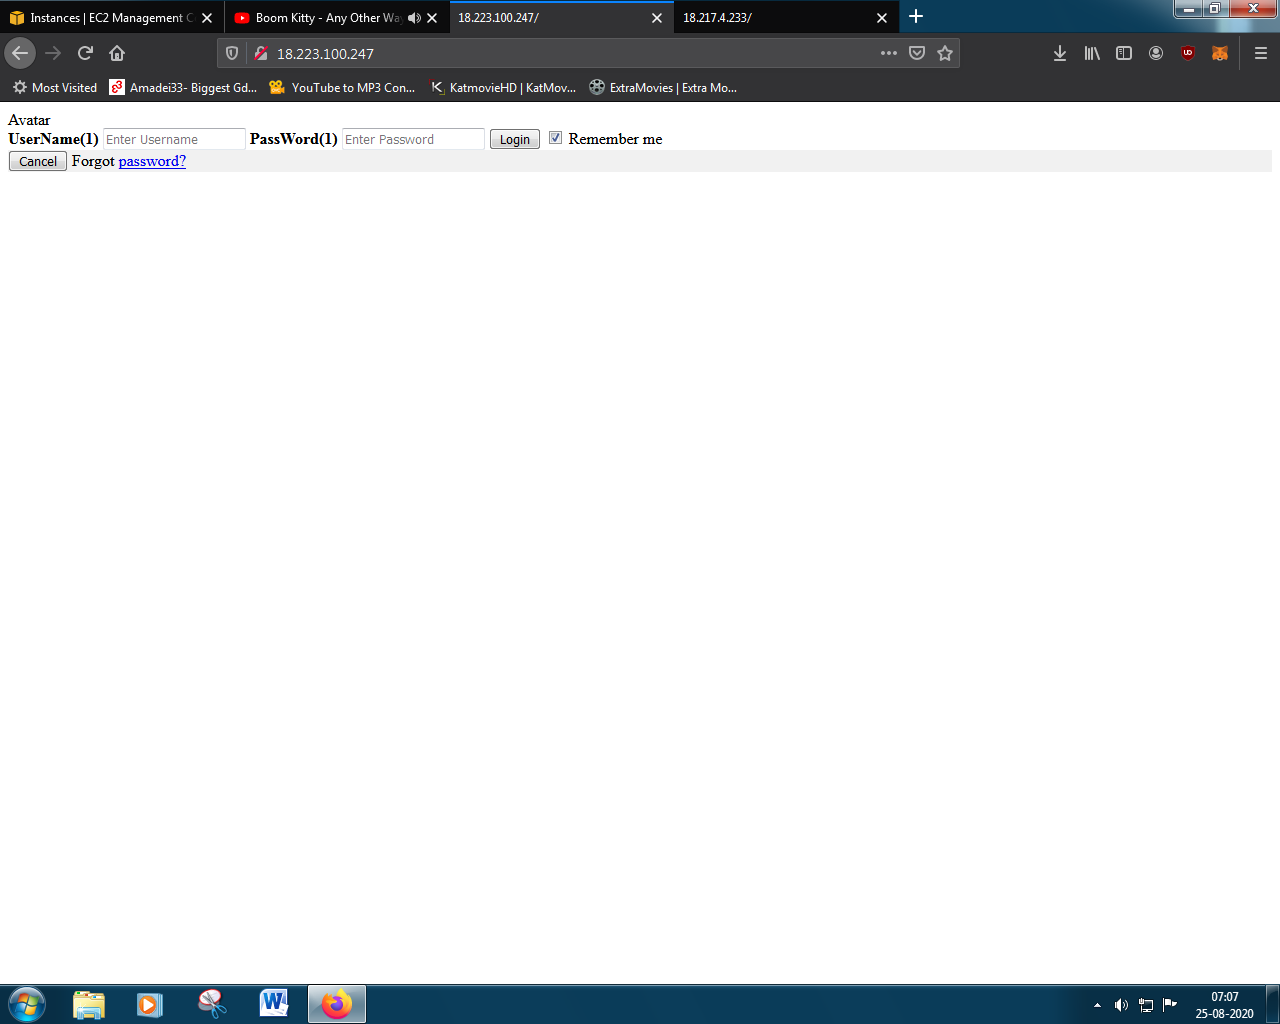 Instances | EC2 Management C
Boom Kitty - Any Other Wa
18.223.100.247/
18.217.4.233/
18.223.100.247
Most Visited
Amadei33- Biggest Gd...
YouTube to MP3 Con...
KatmovieHD | KatMov...
ExtraMovies | Extra Mo...
Avatar
UserName(1) Enter Username PassWord(1) Enter Password Login Remember me
Cancel Forgot password?
07:07
25-08-2020